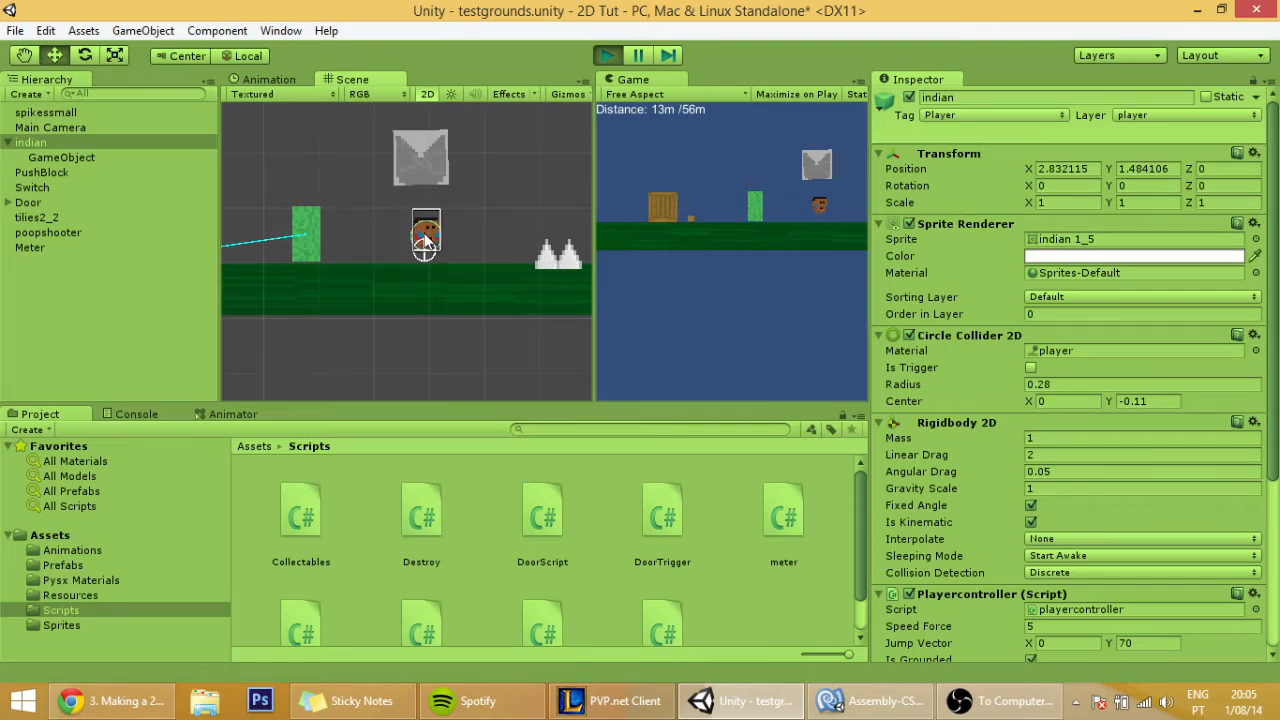 Unity - testgrounds.unity - 2D Tut - PC, Mac & Linux Standalone* <DX11>
File Edit Assets GameObject Component Window Help
Center Local Layers Layout
Hierarchy
Create All
spikessmall
Main Camera
indian
GameObject
PushBlock
Switch
Door
tilies2_2
poopshooter
Meter
Animation Scene
Textured RGB 2D Effects Gizmos
Game
Free Aspect Maximize on Play Stat
Distance: 13m /56m
Inspector
indian Static
Tag Player Layer player
Transform
Position X 2.832115 Y 1.484106 Z 0
Rotation X 0 Y 0 Z 0
Scale X 1 Y 1 Z 1
Sprite Renderer
Sprite indian 1_5
Color
Material Sprites-Default
Sorting Layer Default
Order in Layer 0
Circle Collider 2D
Material player
Is Trigger
Radius 0.28
Center X 0 Y -0.11
Rigidbody 2D
Mass 1
Linear Drag 2
Angular Drag 0.05
Gravity Scale 1
Fixed Angle
Is Kinematic
Interpolate None
Sleeping Mode Start Awake
Collision Detection Discrete
Playercontroller (Script)
Script playercontroller
Speed Force 5
Jump Vector X 0 Y 70
Is Grounded
Project Console Animator
Create
Favorites
All Materials
All Models
All Prefabs
All Scripts
Assets
Animations
Prefabs
Pysx Materials
Resources
Scripts
Sprites
Assets Scripts
C# C# C# C# C#
Collectables Destroy DoorScript DoorTrigger meter
C# C# C# C#
3. Making a 2... Ps Sticky Notes Spotify PVP.net Client Unity - testgr... Assembly-CS... To Computer...
ENG 20:05
PT 1/08/14